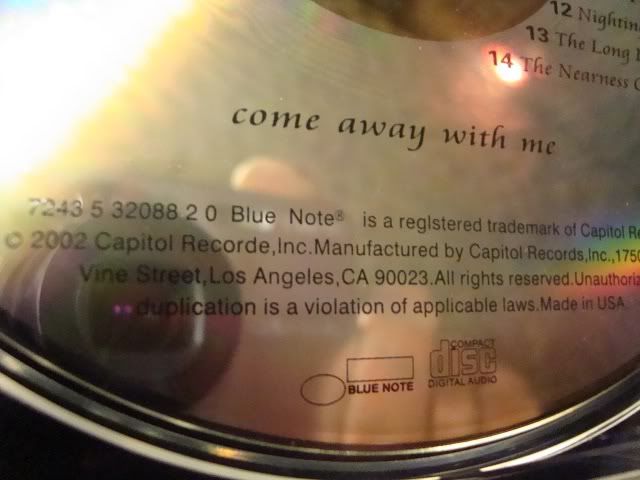 12 Nightin
13 The Long
14 The Nearness
come away with me
7243 5 32088 2 0 Blue Note® is a reglstered trademark of Capitol Re
© 2002 Capitol Recorde,Inc.Manufactured by Capitol Records,Inc.,1750
Vine Street,Los Angeles,CA 90023.All rights reserved.Unauthoriz
duplication is a violation of applicable laws.Made in USA
BLUE NOTE
COMPACT
disc
DIGITAL AUDIO